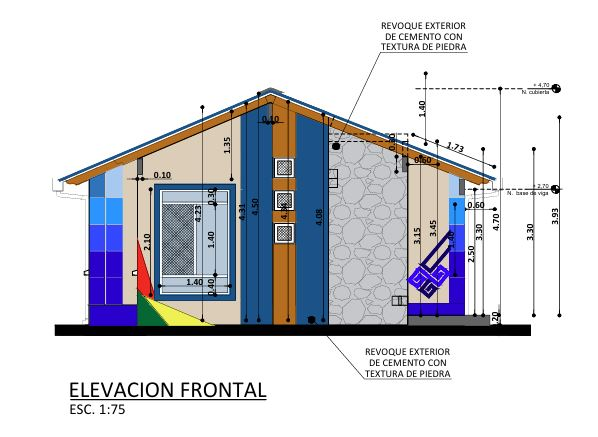 REVOQUE EXTERIOR
DE CEMENTO CON
TEXTURA DE PIEDRA
+ 4,70
N. cubierta
1.40
0.10
1.35
1.73
0.60
0.10
+ 2,70
N. base de viga
0.30
4.23
4.31
4.50
4.08
2.10
1.40
1.40
0.40
3.15
3.45
1.40
0.60
2.50
3.30
4.70
3.30
3.93
.20
REVOQUE EXTERIOR
DE CEMENTO CON
TEXTURA DE PIEDRA
ELEVACION FRONTAL
ESC. 1:75